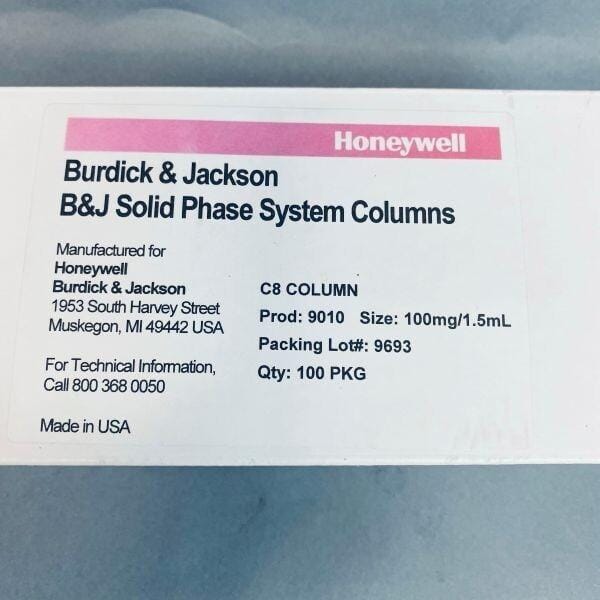 Honeywell
Burdick & Jackson
B&J Solid Phase System Columns
Manufactured for
Honeywell
Burdick & Jackson
1953 South Harvey Street
Muskegon, MI 49442 USA
For Technical Information,
Call 800 368 0050
Made in USA
C8 COLUMN
Prod: 9010 Size: 100mg/1.5mL
Packing Lot#: 9693
Qty: 100 PKG